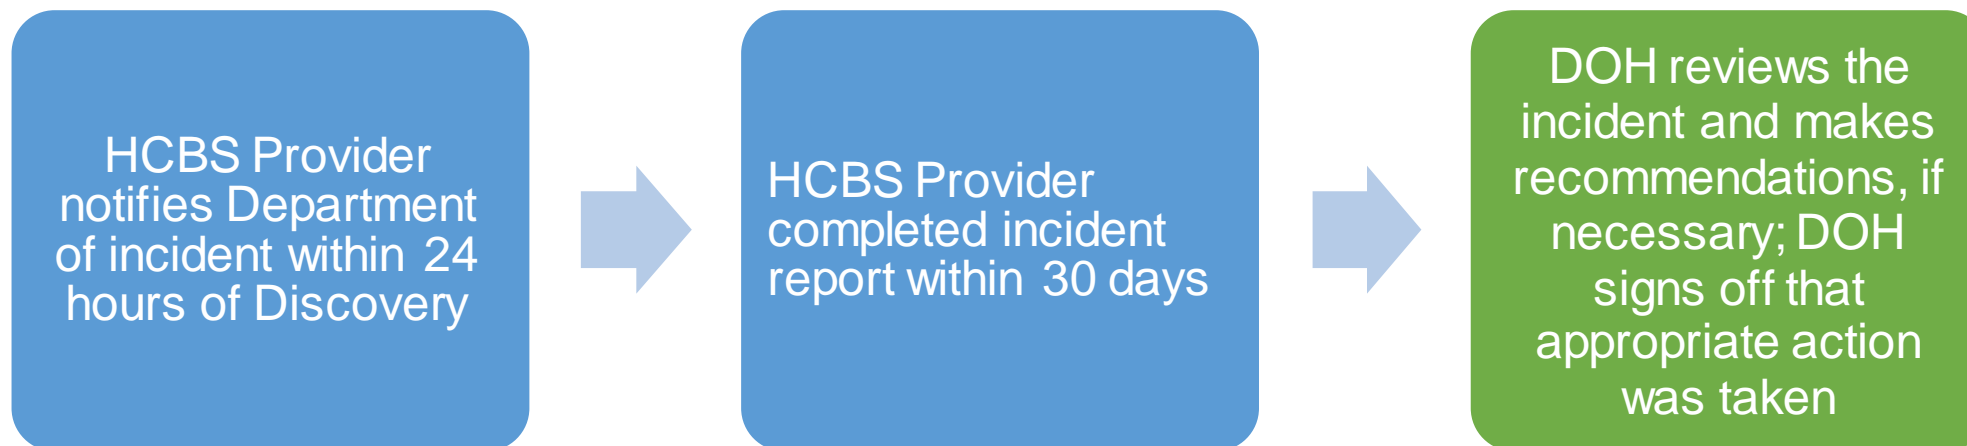 HCBS Provider
notifies Department
of incident within 24
hours of Discovery
HCBS Provider
completed incident
report within 30 days
DOH reviews the
incident and makes
recommendations, if
necessary; DOH
signs off that
appropriate action
was taken